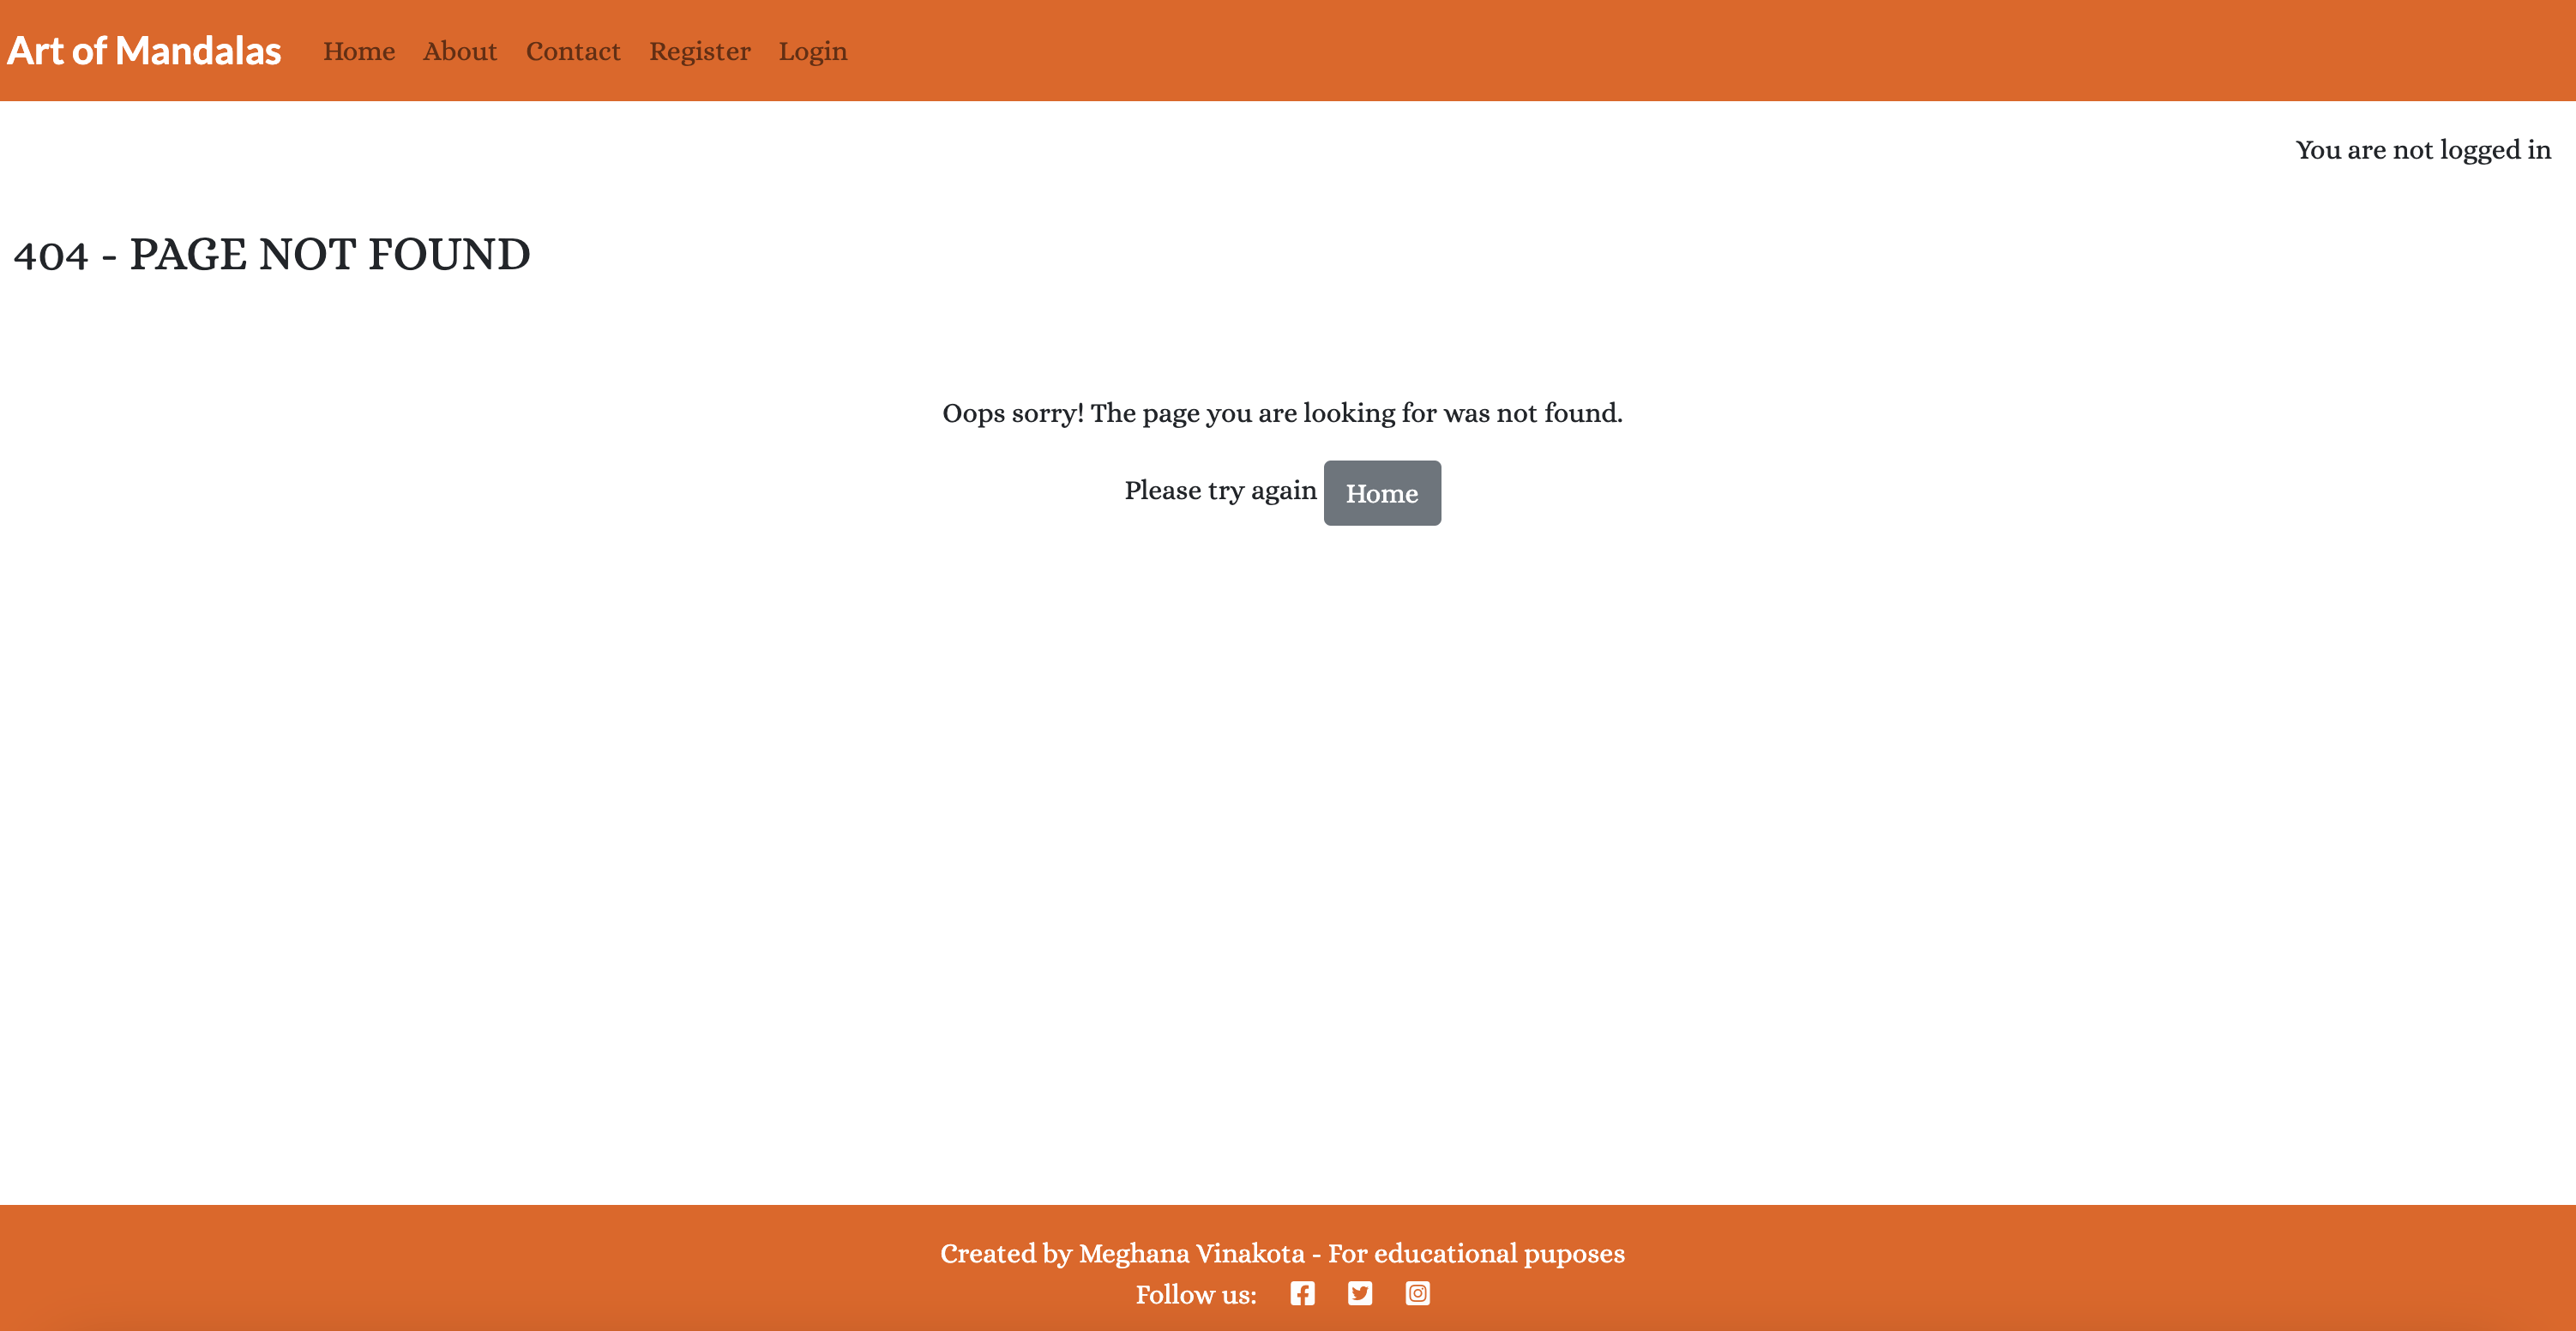 Art of Mandalas Home About Contact Register Login
You are not logged in
404 - PAGE NOT FOUND
Oops sorry! The page you are looking for was not found.
Please try again Home
Created by Meghana Vinakota - For educational puposes
Follow us: